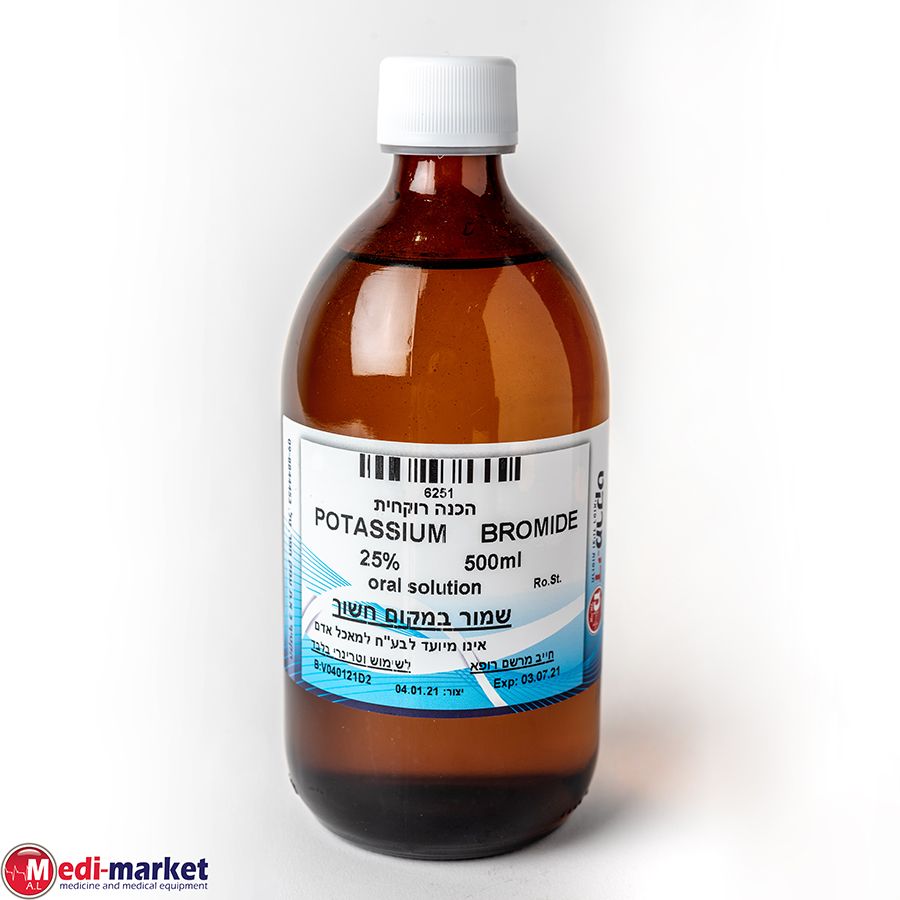 6251
הכנה רוקחית
POTASSIUM BROMIDE
25% 500ml
oral solution Ro.St.
שמור במקום חשוך
אינו מיועד לבע"ח למאכל אדם
חייב מרשם רופא לשימוש וטרינרי בלבד
B:V040121D2 יצור: 04.01.21 Exp: 03.07.21
Medi-market
A.L
medicine and medical equipment